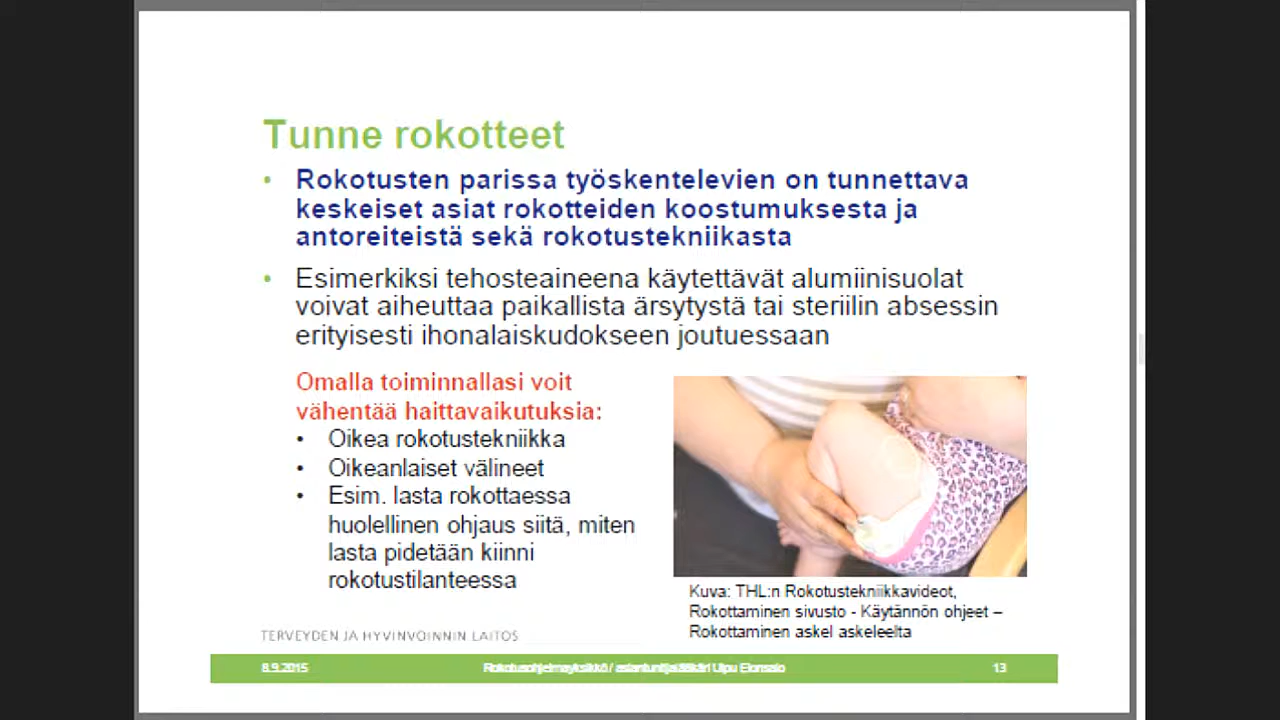 Tunne rokotteet
• Rokotusten parissa työskentelevien on tunnettava
keskeiset asiat rokotteiden koostumuksesta ja
antoreiteistä sekä rokotustekniikasta
• Esimerkiksi tehosteaineena käytettävät alumiinisuolat
voivat aiheuttaa paikallista ärsytystä tai steriilin absessin
erityisesti ihonalaiskudokseen joutuessaan
Omalla toiminnallasi voit
vähentää haittavaikutuksia:
• Oikea rokotustekniikka
• Oikeanlaiset välineet
• Esim. lasta rokottaessa
huolellinen ohjaus siitä, miten
lasta pidetään kiinni
rokotustilanteessa
Kuva: THL:n Rokotustekniikkavideot,
Rokottaminen sivusto - Käytännön ohjeet –
Rokottaminen askel askeleelta
TERVEYDEN JA HYVINVOINNIN LAITOS
8.9.2015
Ulpu Elonsalo
13